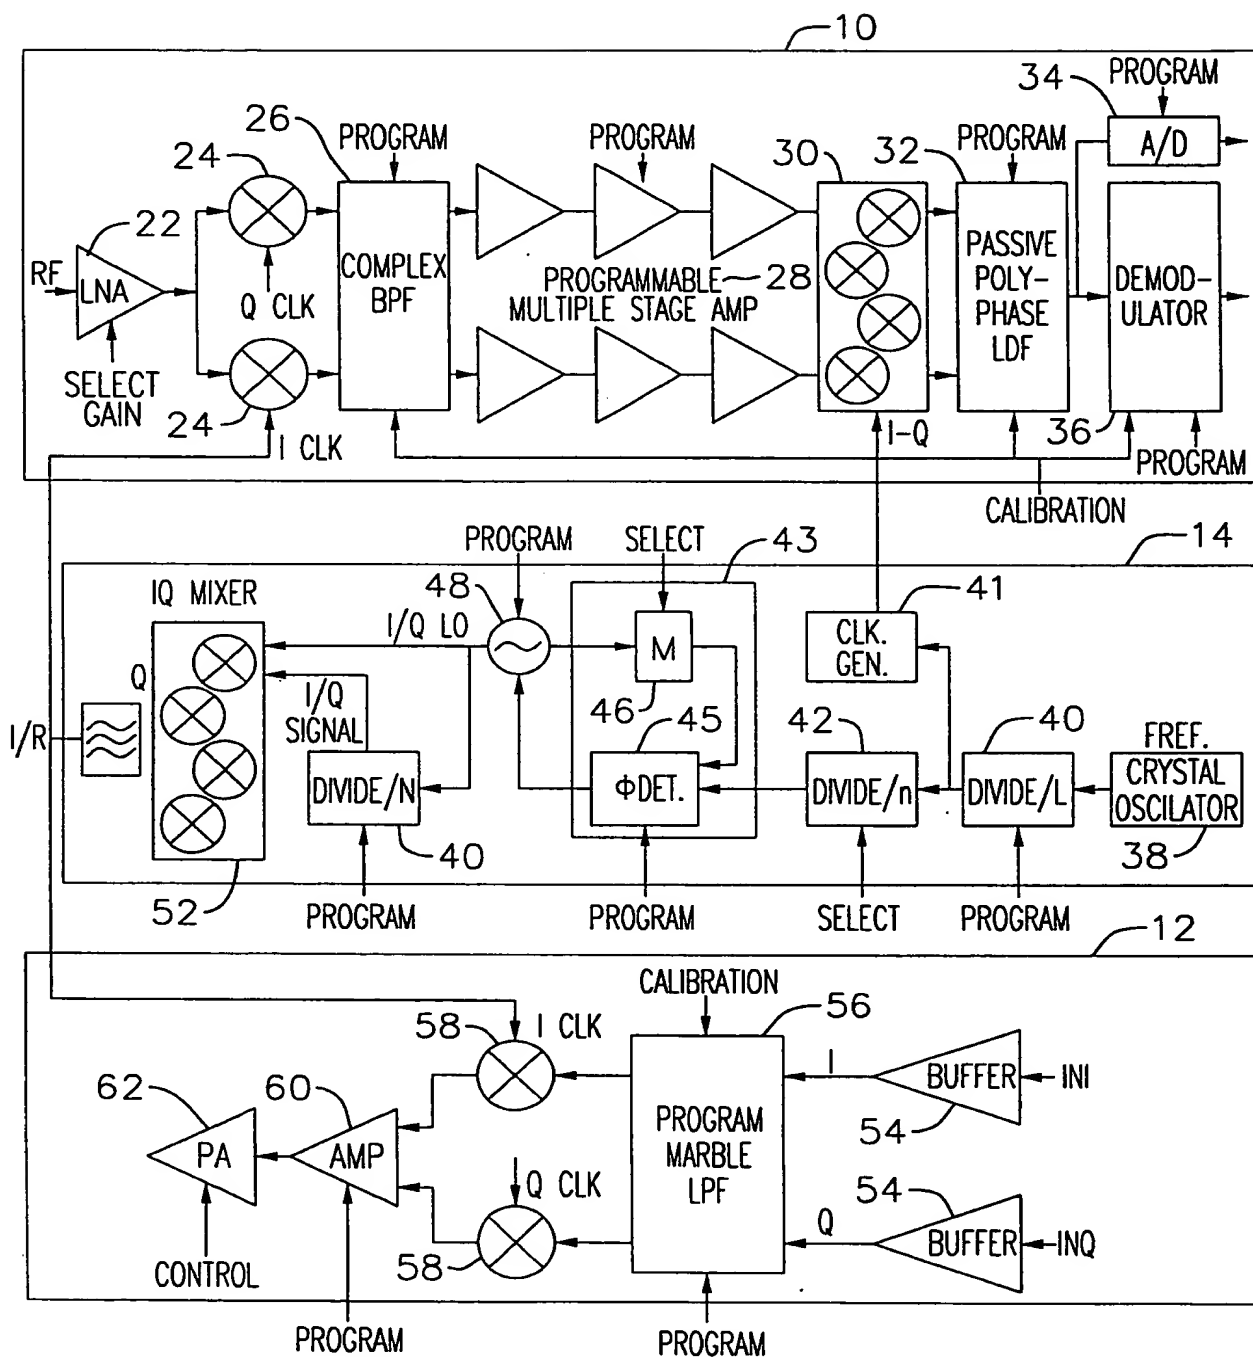 10
PROGRAM
34
A/D
26
PROGRAM
PROGRAM
30
32
PROGRAM
24
22
RF
LNA
Q CLK
COMPLEX
BPF
PROGRAMMABLE 28
MULTIPLE STAGE AMP
PASSIVE
POLY-
PHASE
LDF
DEMOD-
ULATOR
SELECT
GAIN
24
I CLK
I-Q
36
PROGRAM
CALIBRATION
PROGRAM
SELECT
43
14
IQ MIXER
48
41
I/Q LO
M
CLK.
GEN.
Q
46
I/Q
SIGNAL
45
42
40
FREF.
I/R
DIVIDE/N
ΦDET.
DIVIDE/n
DIVIDE/L
CRYSTAL
OSCILATOR
40
38
52
PROGRAM
PROGRAM
SELECT
PROGRAM
12
CALIBRATION
56
58
I CLK
I
BUFFER
INI
62
60
54
PA
AMP
PROGRAM
MARBLE
LPF
Q CLK
54
Q
BUFFER
INQ
58
CONTROL
PROGRAM
PROGRAM